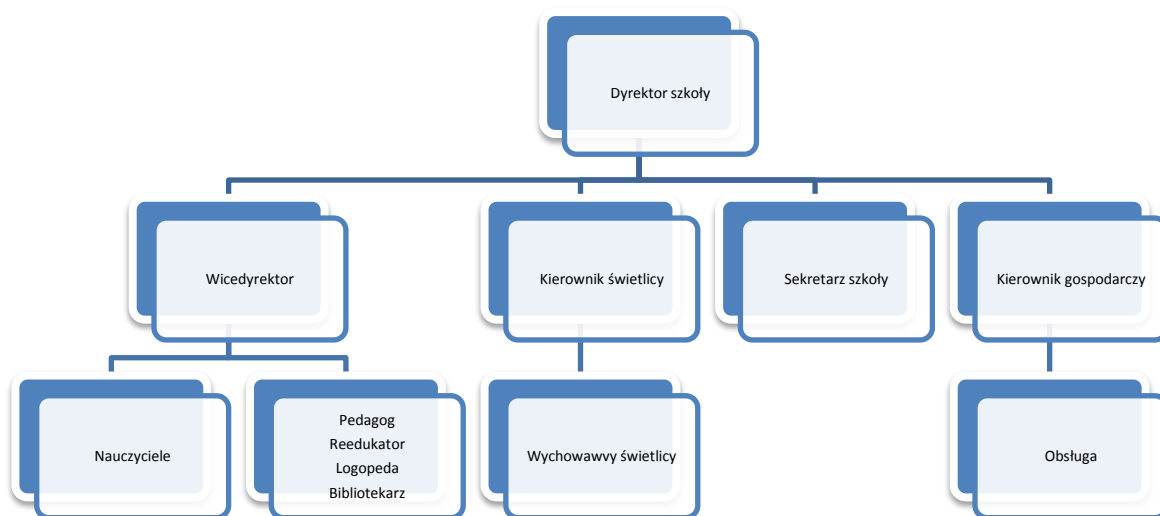 Dyrektor szkoły
Wicedyrektor
Kierownik świetlicy
Sekretarz szkoły
Kierownik gospodarczy
Nauczyciele
Pedagog
Reedukator
Logopeda
Bibliotekarz
Wychowawvy świetlicy
Obsługa